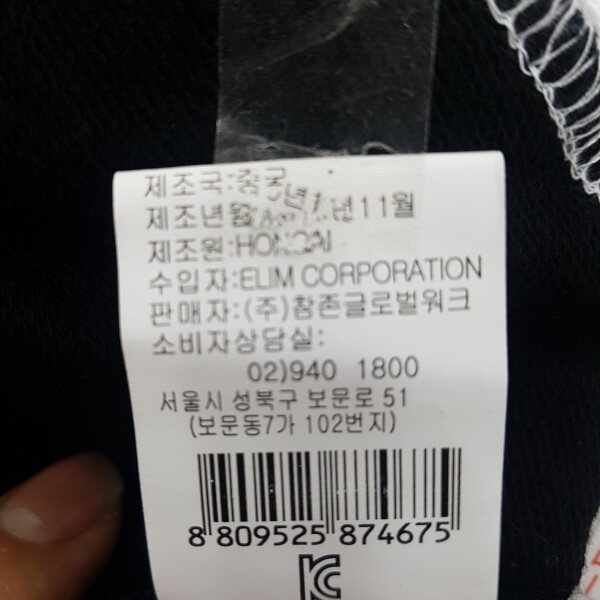 제조국:중국
제조년월 년11월
제조원:HONGAI
수입자:ELIM CORPORATION
판매자:(주)참존글로벌워크
소비자상담실:
02)940 1800
서울시 성북구 보문로 51
(보문동7가 102번지)
8 809525 874675